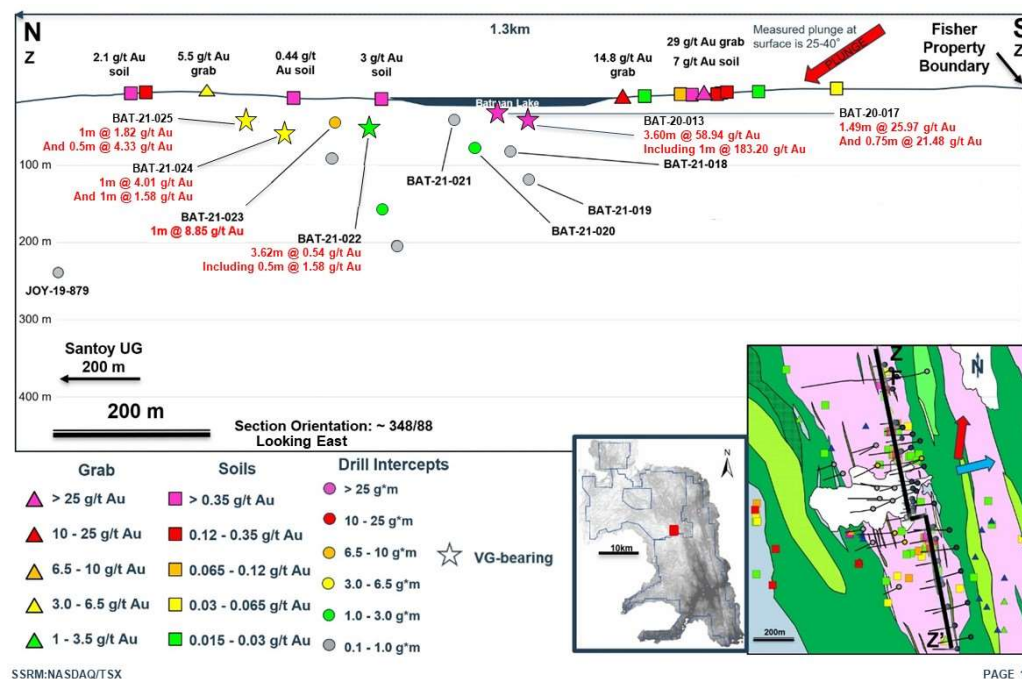 N
Z
1.3km
Measured plunge at
surface is 25-40°
PLUNGE
Fisher
Property
Boundary
S
2.1 g/t Au
soil
5.5 g/t Au
grab
0.44 g/t
Au soil
3 g/t Au
soil
14.8 g/t Au
grab
29 g/t Au grab
7 g/t Au soil
Batman Lake
BAT-21-025
1m @ 1.82 g/t Au
And 0.5m @ 4.33 g/t Au
BAT-21-024
1m @ 4.01 g/t Au
And 1m @ 1.58 g/t Au
BAT-21-023
1m @ 8.85 g/t Au
BAT-21-022
3.62m @ 0.54 g/t Au
Including 0.5m @ 1.58 g/t Au
BAT-21-021
BAT-20-013
3.60m @ 58.94 g/t Au
Including 1m @ 183.20 g/t Au
BAT-20-017
1.49m @ 25.97 g/t Au
And 0.75m @ 21.48 g/t Au
BAT-21-018
BAT-21-019
BAT-21-020
JOY-19-879
100 m
200 m
300 m
400 m
Santoy UG
200 m
200 m
Section Orientation: ~ 348/88
Looking East
Grab
> 25 g/t Au
10 - 25 g/t Au
6.5 - 10 g/t Au
3.0 - 6.5 g/t Au
1 - 3.5 g/t Au
Soils
> 0.35 g/t Au
0.12 - 0.35 g/t Au
0.065 - 0.12 g/t Au
0.03 - 0.065 g/t Au
0.015 - 0.03 g/t Au
Drill Intercepts
> 25 g*m
10 - 25 g*m
6.5 - 10 g*m
3.0 - 6.5 g*m
1.0 - 3.0 g*m
0.1 - 1.0 g*m
VG-bearing
N
10km
Z
N
200m
Z'
SSRM:NASDAQ/TSX
PAGE 1